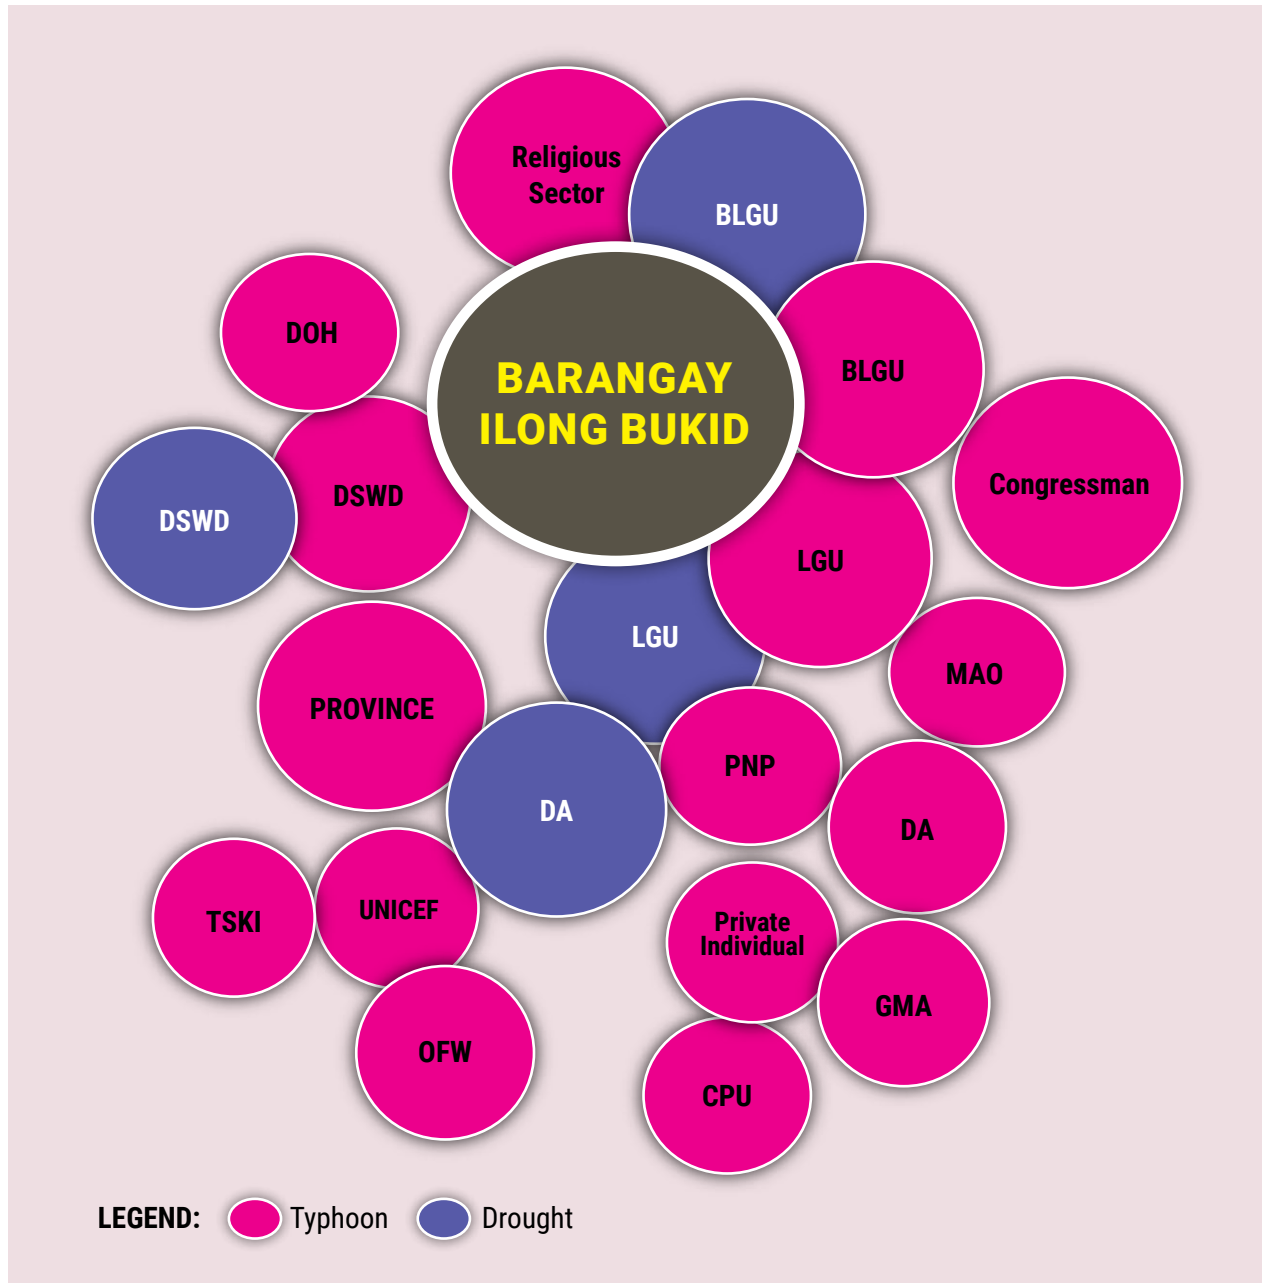 Religious
Sector
BLGU
DOH
BARANGAY
ILONG BUKID
BLGU
Congressman
DSWD
DSWD
LGU
LGU
MAO
PROVINCE
PNP
DA
DA
TSKI
UNICEF
Private
Individual
GMA
OFW
CPU
LEGEND: Typhoon Drought